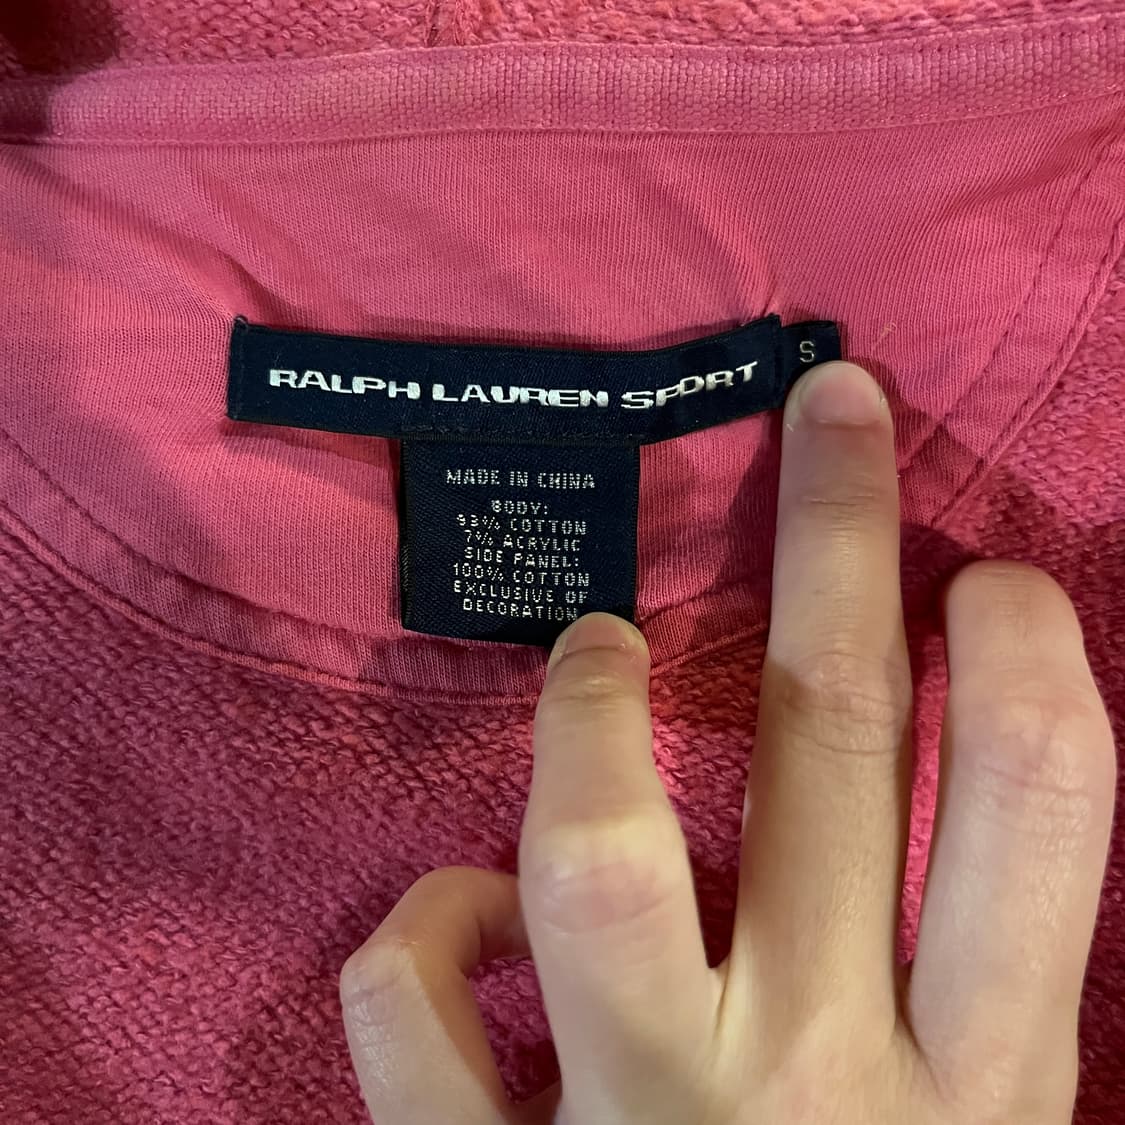 RALPH LAUREN SPORT
S
MADE IN CHINA
BODY:
93% COTTON
7% ACRYLIC
SIDE PANEL:
100% COTTON
EXCLUSIVE OF
DECORATION